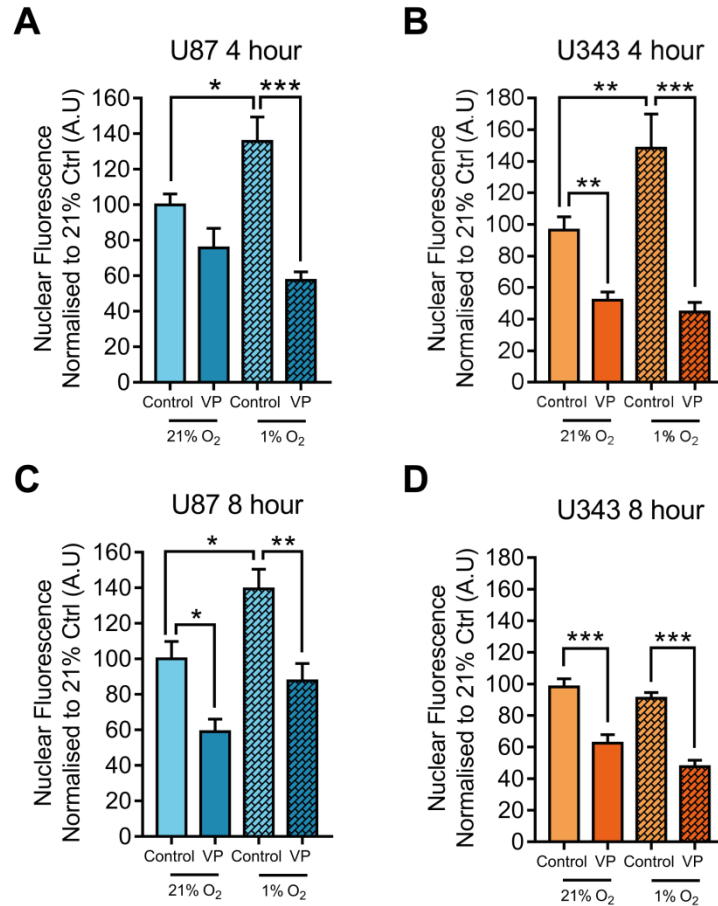 A
U87 4 hour
Nuclear Fluorescence
Normalised to 21% Ctrl (A.U)
160
140
120
100
80
60
40
20
0
* ***
Control VP Control VP
21% O₂ 1% O₂
B
U343 4 hour
Nuclear Fluorescence
Normalised to 21% Ctrl (A.U)
180
160
140
120
100
80
60
40
20
0
** ***
**
Control VP Control VP
21% O₂ 1% O₂
C
U87 8 hour
Nuclear Fluorescence
Normalised to 21% Ctrl (A.U)
160
140
120
100
80
60
40
20
0
* **
*
Control VP Control VP
21% O₂ 1% O₂
D
U343 8 hour
Nuclear Fluorescence
Normalised to 21% Ctrl (A.U)
180
160
140
120
100
80
60
40
20
0
*** ***
Control VP Control VP
21% O₂ 1% O₂